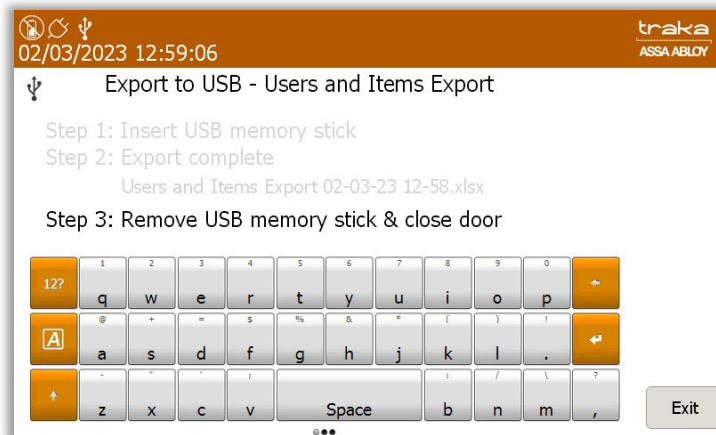 traka
02/03/2023 12:59:06
ASSA ABLOY
Export to USB - Users and Items Export
Step 1: Insert USB memory stick
Step 2: Export complete
Users and Items Export 02-03-23 12-58.xlsx
Step 3: Remove USB memory stick & close door
1 2 3 4 5 6 7 8 9 0
12? q w e r t y u i o p
@ + = $ % & * ( ) !
A a s d f g h j k l .
- " ' ; : / \ ?
z x c v Space b n m ,
Exit